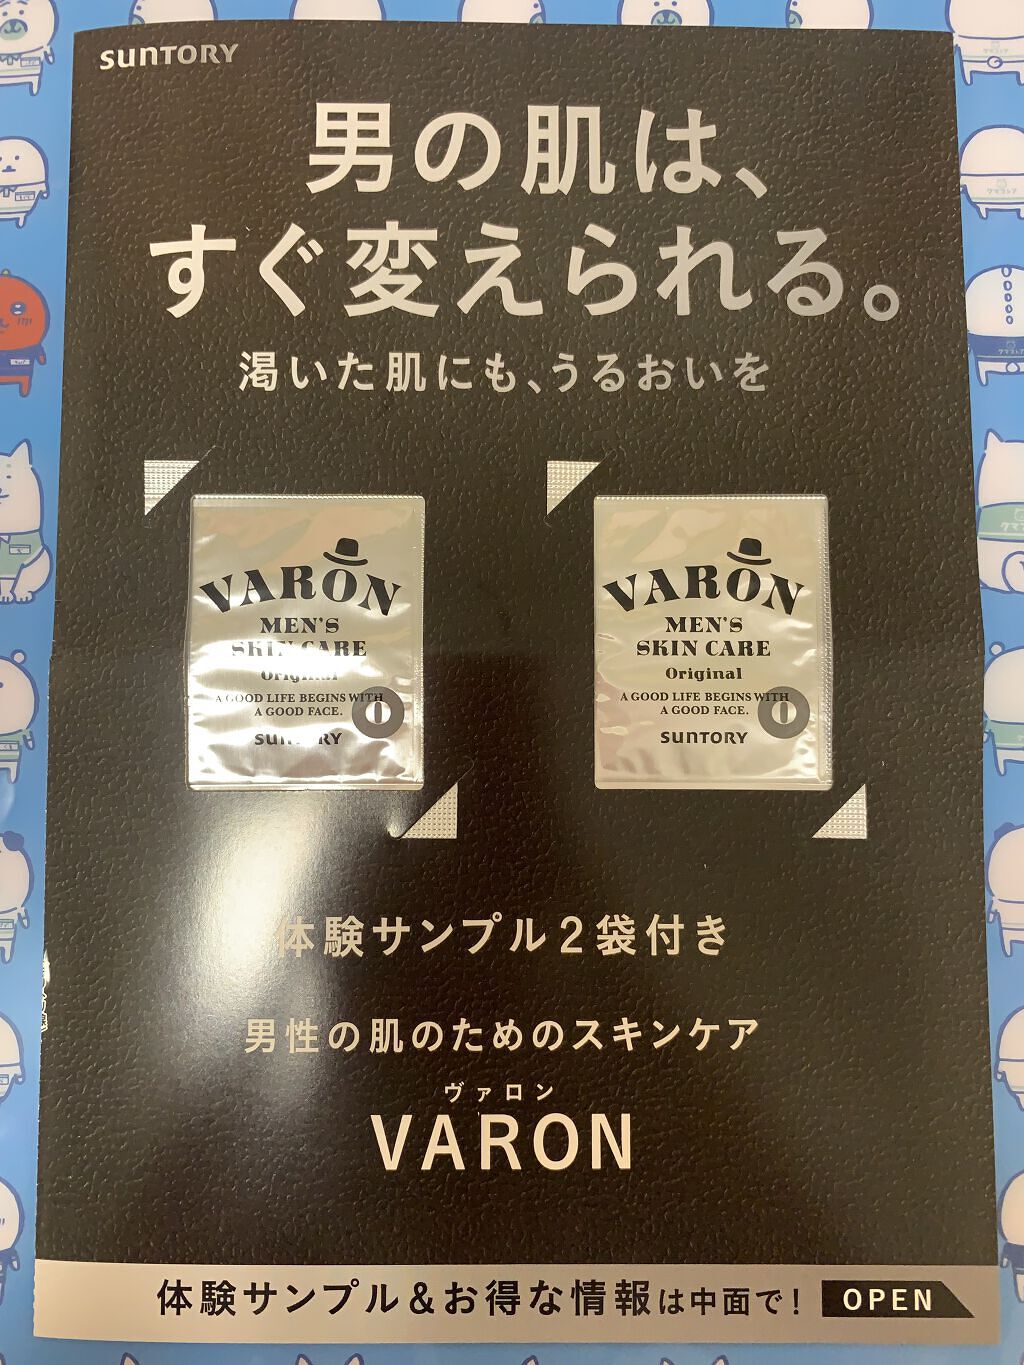 SUNTORY
男の肌は、
すぐ変えられる。
渇いた肌にも、うるおいを
VARON
MEN'S
SKIN CARE
Original
A GOOD LIFE BEGINS WITH
A GOOD FACE.
O
SUNTORY
VARON
MEN'S
SKIN CARE
Original
A GOOD LIFE BEGINS WITH
A GOOD FACE.
O
SUNTORY
体験サンプル2袋付き
男性の肌のためのスキンケア
ヴァロン
VARON
体験サンプル&お得な情報は中面で!
OPEN